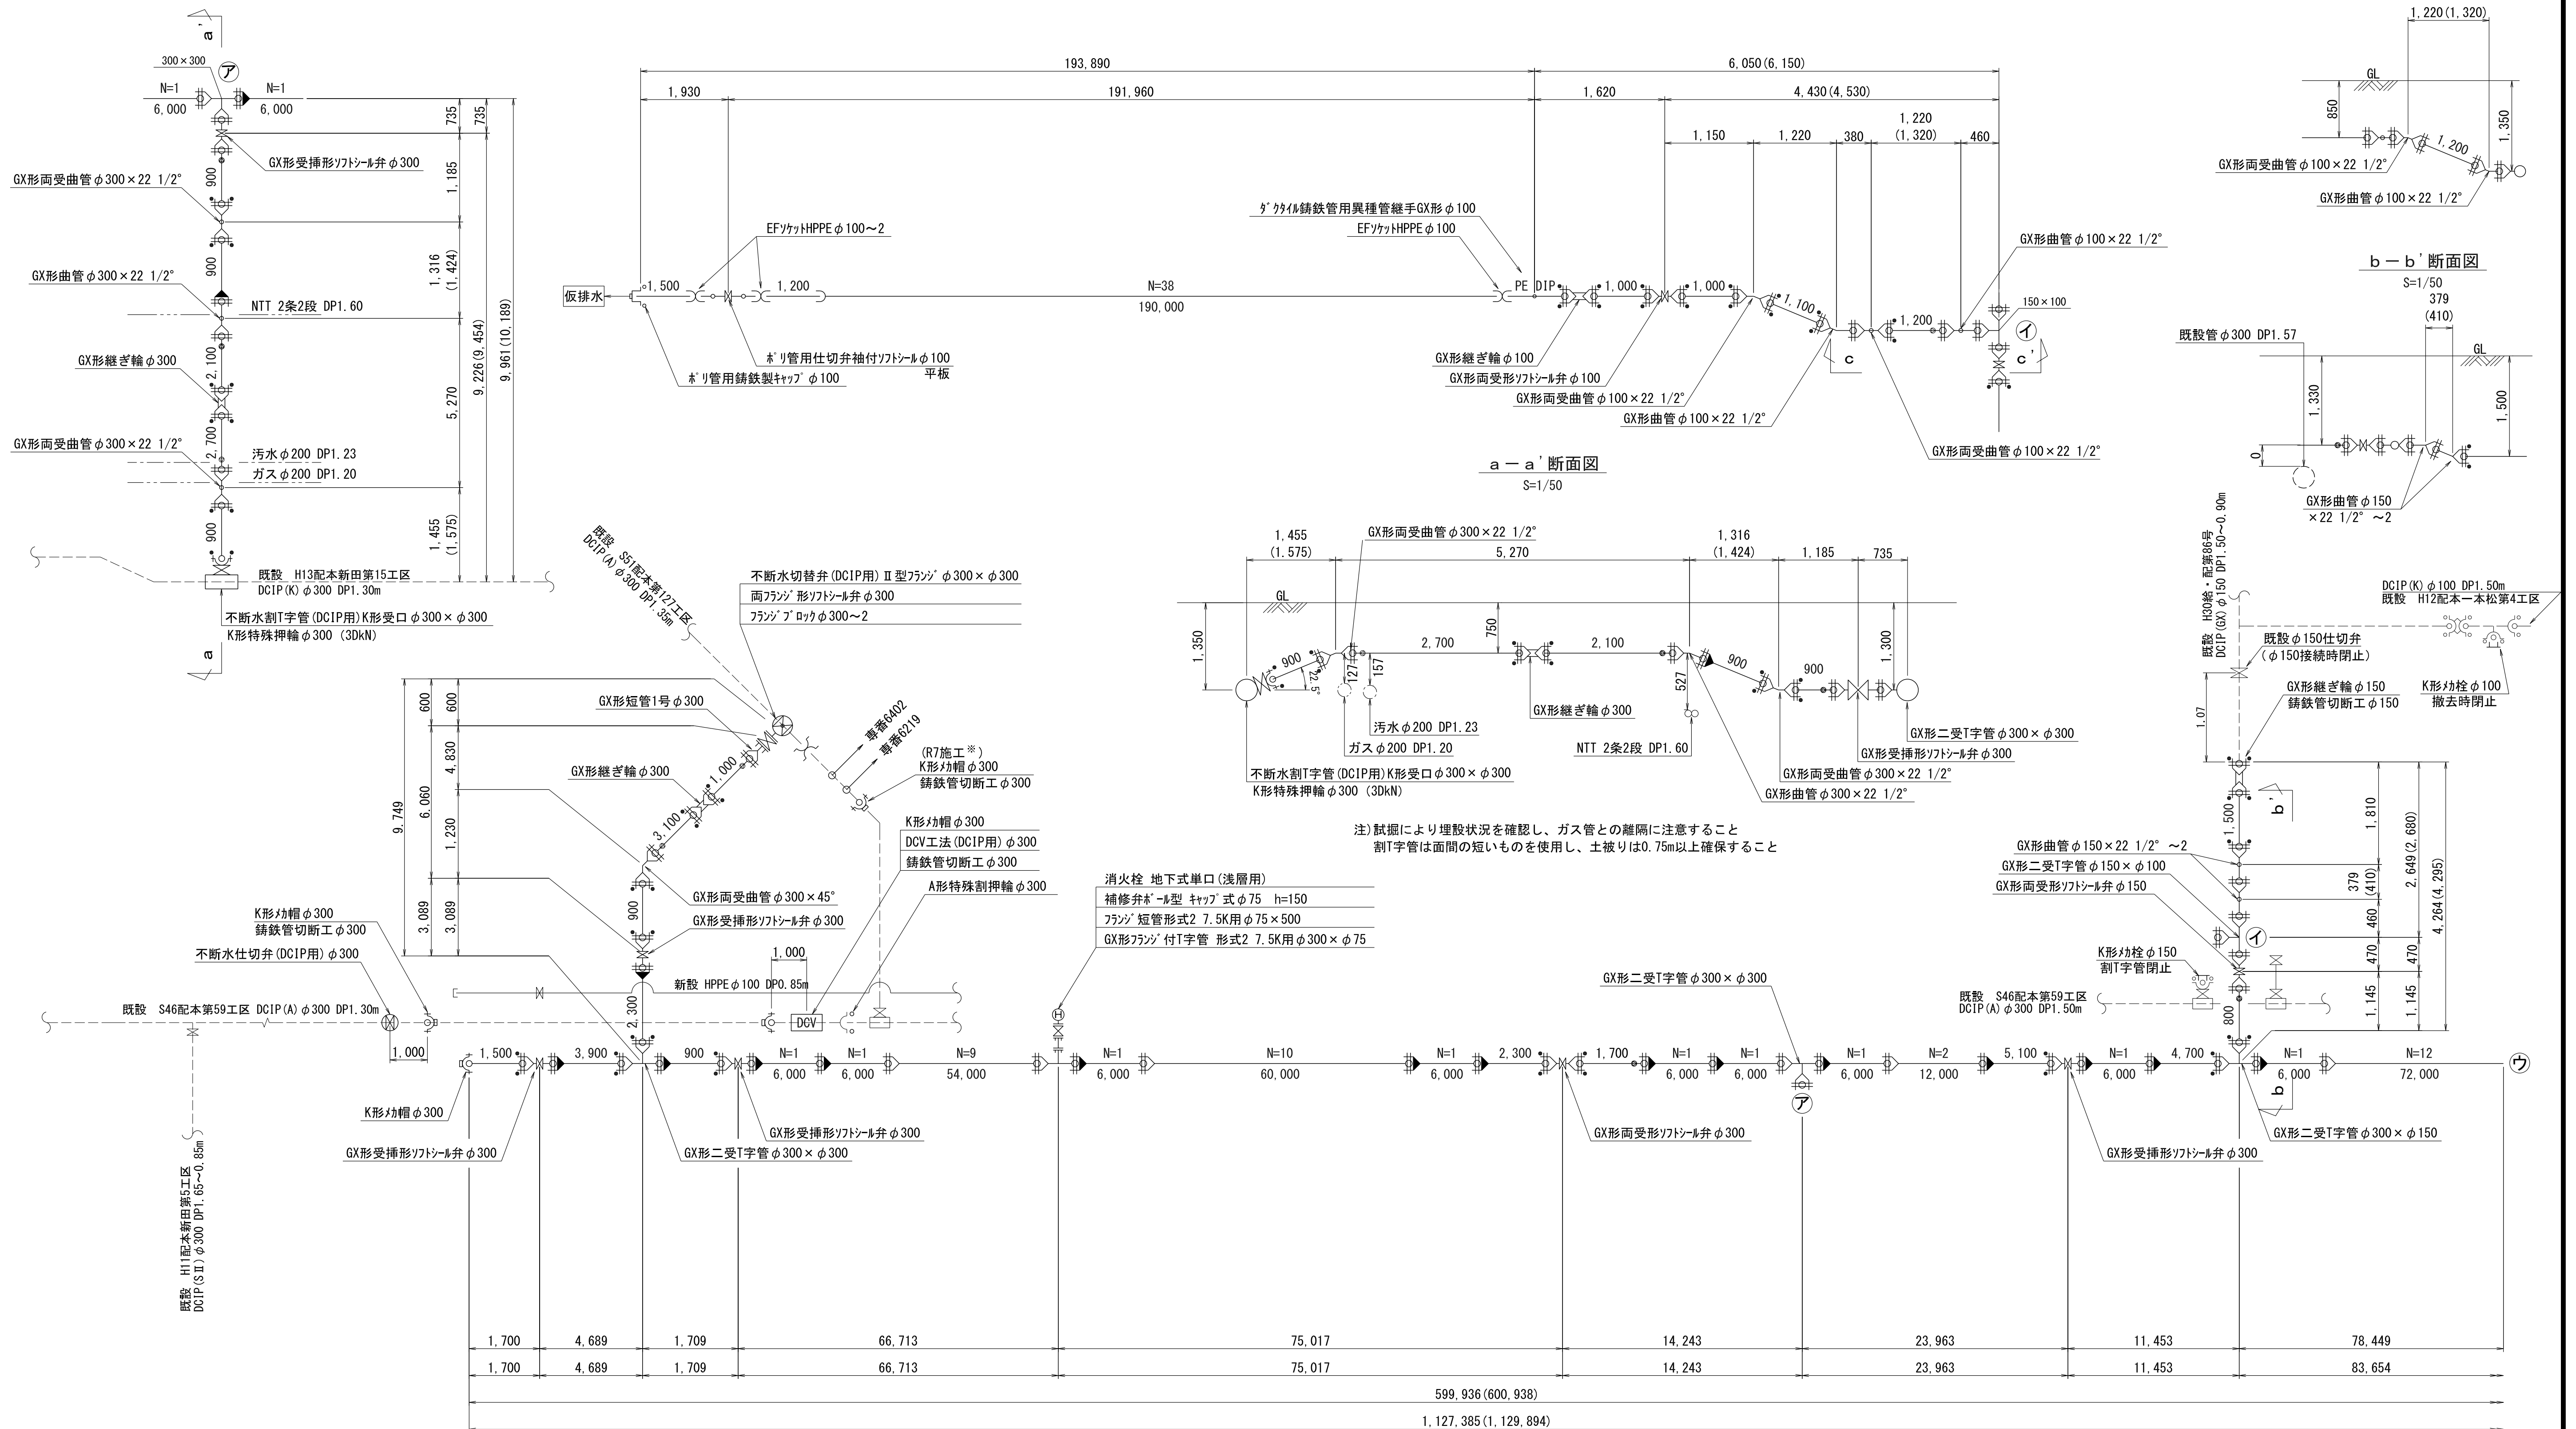 a'
300×300
ア
N=1
6,000
N=1
6,000
GX形受挿形ソフトシール弁φ300
900
GX形両受曲管φ300×22 1/2°
900
GX形曲管φ300×22 1/2°
NTT 2条2段 DP1.60
GX形継ぎ輪φ300
2,100
2,700
GX形両受曲管φ300×22 1/2°
汚水φ200 DP1.23
ガスφ200 DP1.20
900
既設 H13配本新田第15工区
DCIP(K)φ300 DP1.30m
不断水割T字管(DCIP用)K形受口φ300×φ300
K形特殊押輪φ300 (3DkN)
a
735
1,185
1,316
(1,424)
5,270
1,455
(1,575)
735
9,226(9,454)
9,961(10,189)
193,890
6,050(6,150)
1,930
191,960
1,620
4,430(4,530)
1,150
1,220
380
1,220
(1,320)
460
EFソケットHPPEφ100~2
ダクタイル鋳鉄管用異種管継手GX形φ100
EFソケットHPPEφ100
GX形曲管φ100×22 1/2°
仮排水
1,500
1,200
N=38
190,000
PE DIP
1,000
1,000
1,100
1,200
150×100
イ
c
c'
ポリ管用仕切弁袖付ソフトシールφ100
平板
ポリ管用鋳鉄製キャップφ100
GX形継ぎ輪φ100
GX形両受形ソフトシール弁φ100
GX形両受曲管φ100×22 1/2°
GX形曲管φ100×22 1/2°
GX形両受曲管φ100×22 1/2°
1,220(1,320)
GL
850
1,350
1,200
GX形両受曲管φ100×22 1/2°
GX形曲管φ100×22 1/2°
b-b'断面図
S=1/50
379
(410)
既設管φ300 DP1.57
GL
1,330
1,500
0
GX形曲管φ150
×22 1/2° ~2
a-a'断面図
S=1/50
1,455
(1,575)
GX形両受曲管φ300×22 1/2°
5,270
1,316
(1,424)
1,185
735
GL
1,350
900
22.5°
127
157
2,700
750
2,100
527
900
900
1,300
汚水φ200 DP1.23
ガスφ200 DP1.20
GX形継ぎ輪φ300
NTT 2条2段 DP1.60
GX形二受T字管φ300×φ300
GX形受挿形ソフトシール弁φ300
GX形両受曲管φ300×22 1/2°
GX形曲管φ300×22 1/2°
不断水割T字管(DCIP用)K形受口φ300×φ300
K形特殊押輪φ300 (3DkN)
注)試掘により埋設状況を確認し、ガス管との離隔に注意すること
割T字管は面間の短いものを使用し、土被りは0.75m以上確保すること
既設 S51配本第127工区
DCIP(A)φ300 DP1.35m
不断水切替弁(DCIP用)Ⅱ型フランジφ300×φ300
両フランジ形ソフトシール弁φ300
フランジブロックφ300~2
GX形短管1号φ300
専番6402
専番6219
(R7施工※)
K形メカ帽φ300
鋳鉄管切断工φ300
GX形継ぎ輪φ300
1,000
3,100
600
6,060
3,089
9,749
600
4,830
1,230
3,089
GX形両受曲管φ300×45°
900
GX形受挿形ソフトシール弁φ300
K形メカ帽φ300
DCV工法(DCIP用)φ300
鋳鉄管切断工φ300
A形特殊割押輪φ300
1,000
新設 HPPEφ100 DP0.85m
DCV
2,300
K形メカ帽φ300
鋳鉄管切断工φ300
不断水仕切弁(DCIP用)φ300
既設 S46配本第59工区 DCIP(A)φ300 DP1.30m
1,000
既設 H11配本新田第5工区
DCIP(SⅡ)φ300 DP1.65~0.85m
消火栓 地下式単口(浅層用)
補修弁ボール型 キャップ式φ75 h=150
フランジ短管形式2 7.5K用φ75×500
GX形フランジ付T字管 形式2 7.5K用φ300×φ75
H
GX形二受T字管φ300×φ300
既設 H30給・配第86号
DCIP(GX)φ150 DP1.50~0.90m
DCIP(K)φ100 DP1.50m
既設 H12配本一本松第4工区
既設φ150仕切弁
(φ150接続時閉止)
K形メカ栓φ100
撤去時閉止
GX形継ぎ輪φ150
鋳鉄管切断工φ150
1.07
b'
1,500
GX形曲管φ150×22 1/2° ~2
GX形二受T字管φ150×φ100
GX形両受形ソフトシール弁φ150
イ
K形メカ栓φ150
割T字管閉止
既設 S46配本第59工区
DCIP(A)φ300 DP1.50m
800
1,810
379
(410)
460
470
1,145
2,649(2,680)
470
1,145
4,264(4,295)
1,500
3,900
900
N=1
6,000
N=1
6,000
N=9
54,000
N=1
6,000
N=10
60,000
N=1
6,000
2,300
1,700
N=1
6,000
N=1
6,000
N=1
6,000
N=2
12,000
5,100
N=1
6,000
4,700
N=1
6,000
N=12
72,000
ウ
ア
b
K形メカ帽φ300
GX形受挿形ソフトシール弁φ300
GX形二受T字管φ300×φ300
GX形受挿形ソフトシール弁φ300
GX形両受形ソフトシール弁φ300
GX形受挿形ソフトシール弁φ300
GX形二受T字管φ300×φ150
1,700
4,689
1,709
66,713
75,017
14,243
23,963
11,453
78,449
1,700
4,689
1,709
66,713
75,017
14,243
23,963
11,453
83,654
599,936(600,938)
1,127,385(1,129,894)